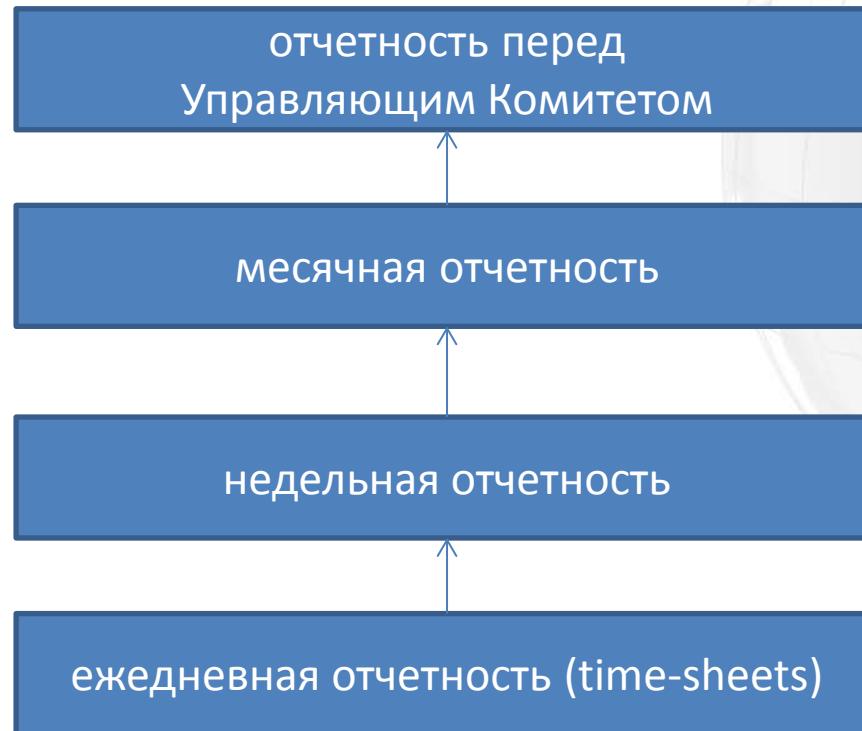 отчетность перед
Управляющим Комитетом
месячная отчетность
недельная отчетность
ежедневная отчетность (time-sheets)